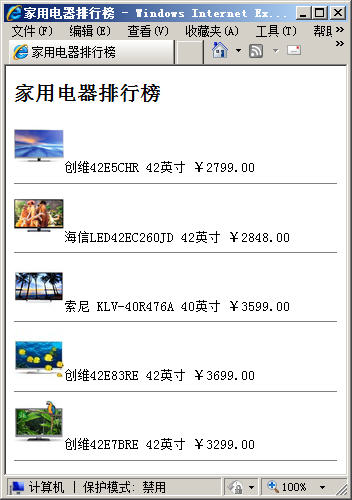 家用电器排行榜 - Windows Internet Ex...
文件(F) 编辑(E) 查看(V) 收藏夹(A) 工具(T) 帮助 »
家用电器排行榜 »
家用电器排行榜
创维42E5CHR 42英寸 ¥2799.00
海信LED42EC260JD 42英寸 ¥2848.00
索尼 KLV-40R476A 40英寸 ¥3599.00
创维42E83RE 42英寸 ¥3699.00
创维42E7BRE 42英寸 ¥3299.00
计算机 | 保护模式: 禁用 100%